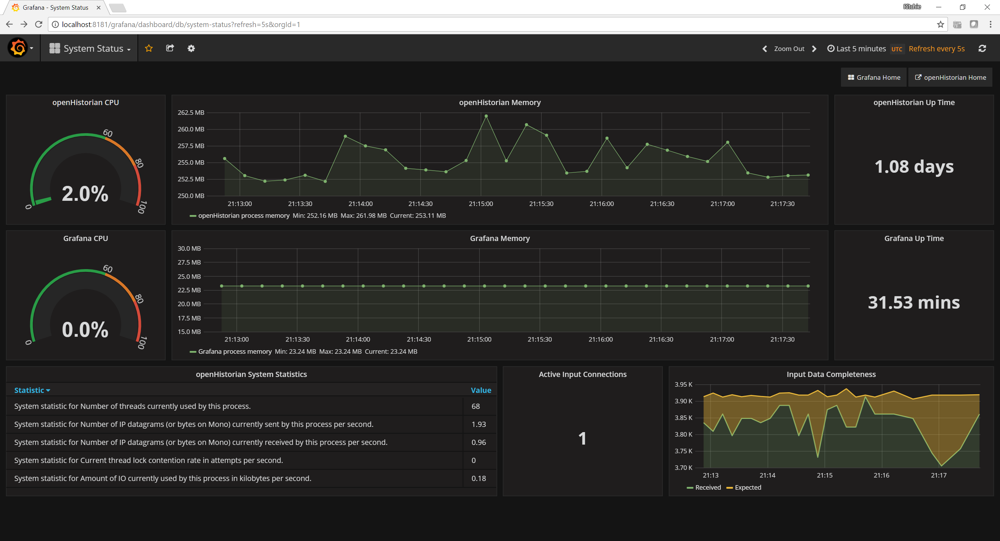 Grafana - System Status
Ritchie
localhost:8181/grafana/dashboard/db/system-status?refresh=5s&orgId=1
System Status
Zoom Out
Last 5 minutes UTC Refresh every 5s
Grafana Home
openHistorian Home
openHistorian CPU
0
60
80
100
2.0%
openHistorian Memory
262.5 MB
260.0 MB
257.5 MB
255.0 MB
252.5 MB
250.0 MB
21:13:00 21:13:30 21:14:00 21:14:30 21:15:00 21:15:30 21:16:00 21:16:30 21:17:00 21:17:30
openHistorian process memory Min: 252.16 MB Max: 261.98 MB Current: 253.11 MB
openHistorian Up Time
1.08 days
Grafana CPU
0
60
80
100
0.0%
Grafana Memory
30.0 MB
27.5 MB
25.0 MB
22.5 MB
20.0 MB
17.5 MB
15.0 MB
21:13:00 21:13:30 21:14:00 21:14:30 21:15:00 21:15:30 21:16:00 21:16:30 21:17:00 21:17:30
Grafana process memory Min: 23.24 MB Max: 23.24 MB Current: 23.24 MB
Grafana Up Time
31.53 mins
openHistorian System Statistics
Statistic Value
System statistic for Number of threads currently used by this process. 68
System statistic for Number of IP datagrams (or bytes on Mono) currently sent by this process per second. 1.93
System statistic for Number of IP datagrams (or bytes on Mono) currently received by this process per second. 0.96
System statistic for Current thread lock contention rate in attempts per second. 0
System statistic for Amount of IO currently used by this process in kilobytes per second. 0.18
Active Input Connections
1
Input Data Completeness
3.95 K
3.90 K
3.85 K
3.80 K
3.75 K
3.70 K
21:13 21:14 21:15 21:16 21:17
Received Expected